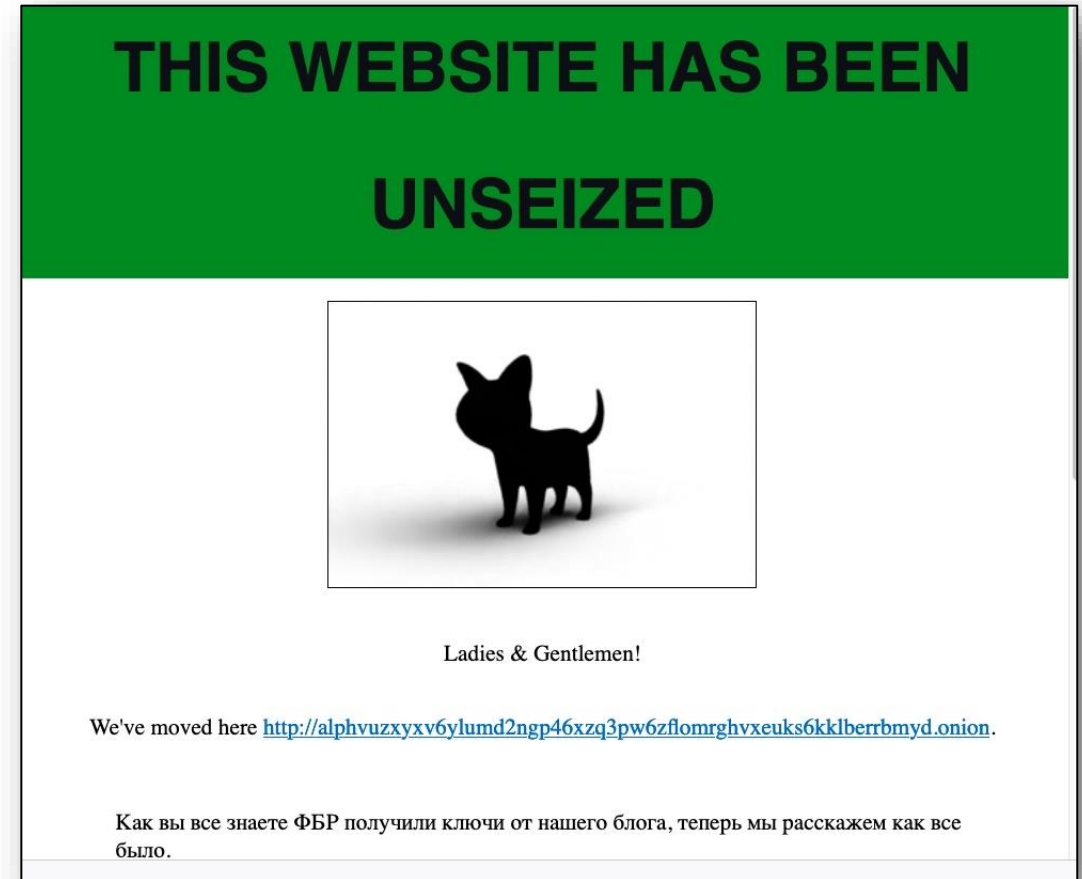 THIS WEBSITE HAS BEEN
UNSEIZED
Ladies & Gentlemen!
We've moved here http://alphvuzxyxv6ylumd2ngp46xzq3pw6zflomrghvxeuks6kklberrbmyd.onion.
Как вы все знаете ФБР получили ключи от нашего блога, теперь мы расскажем как все
было.